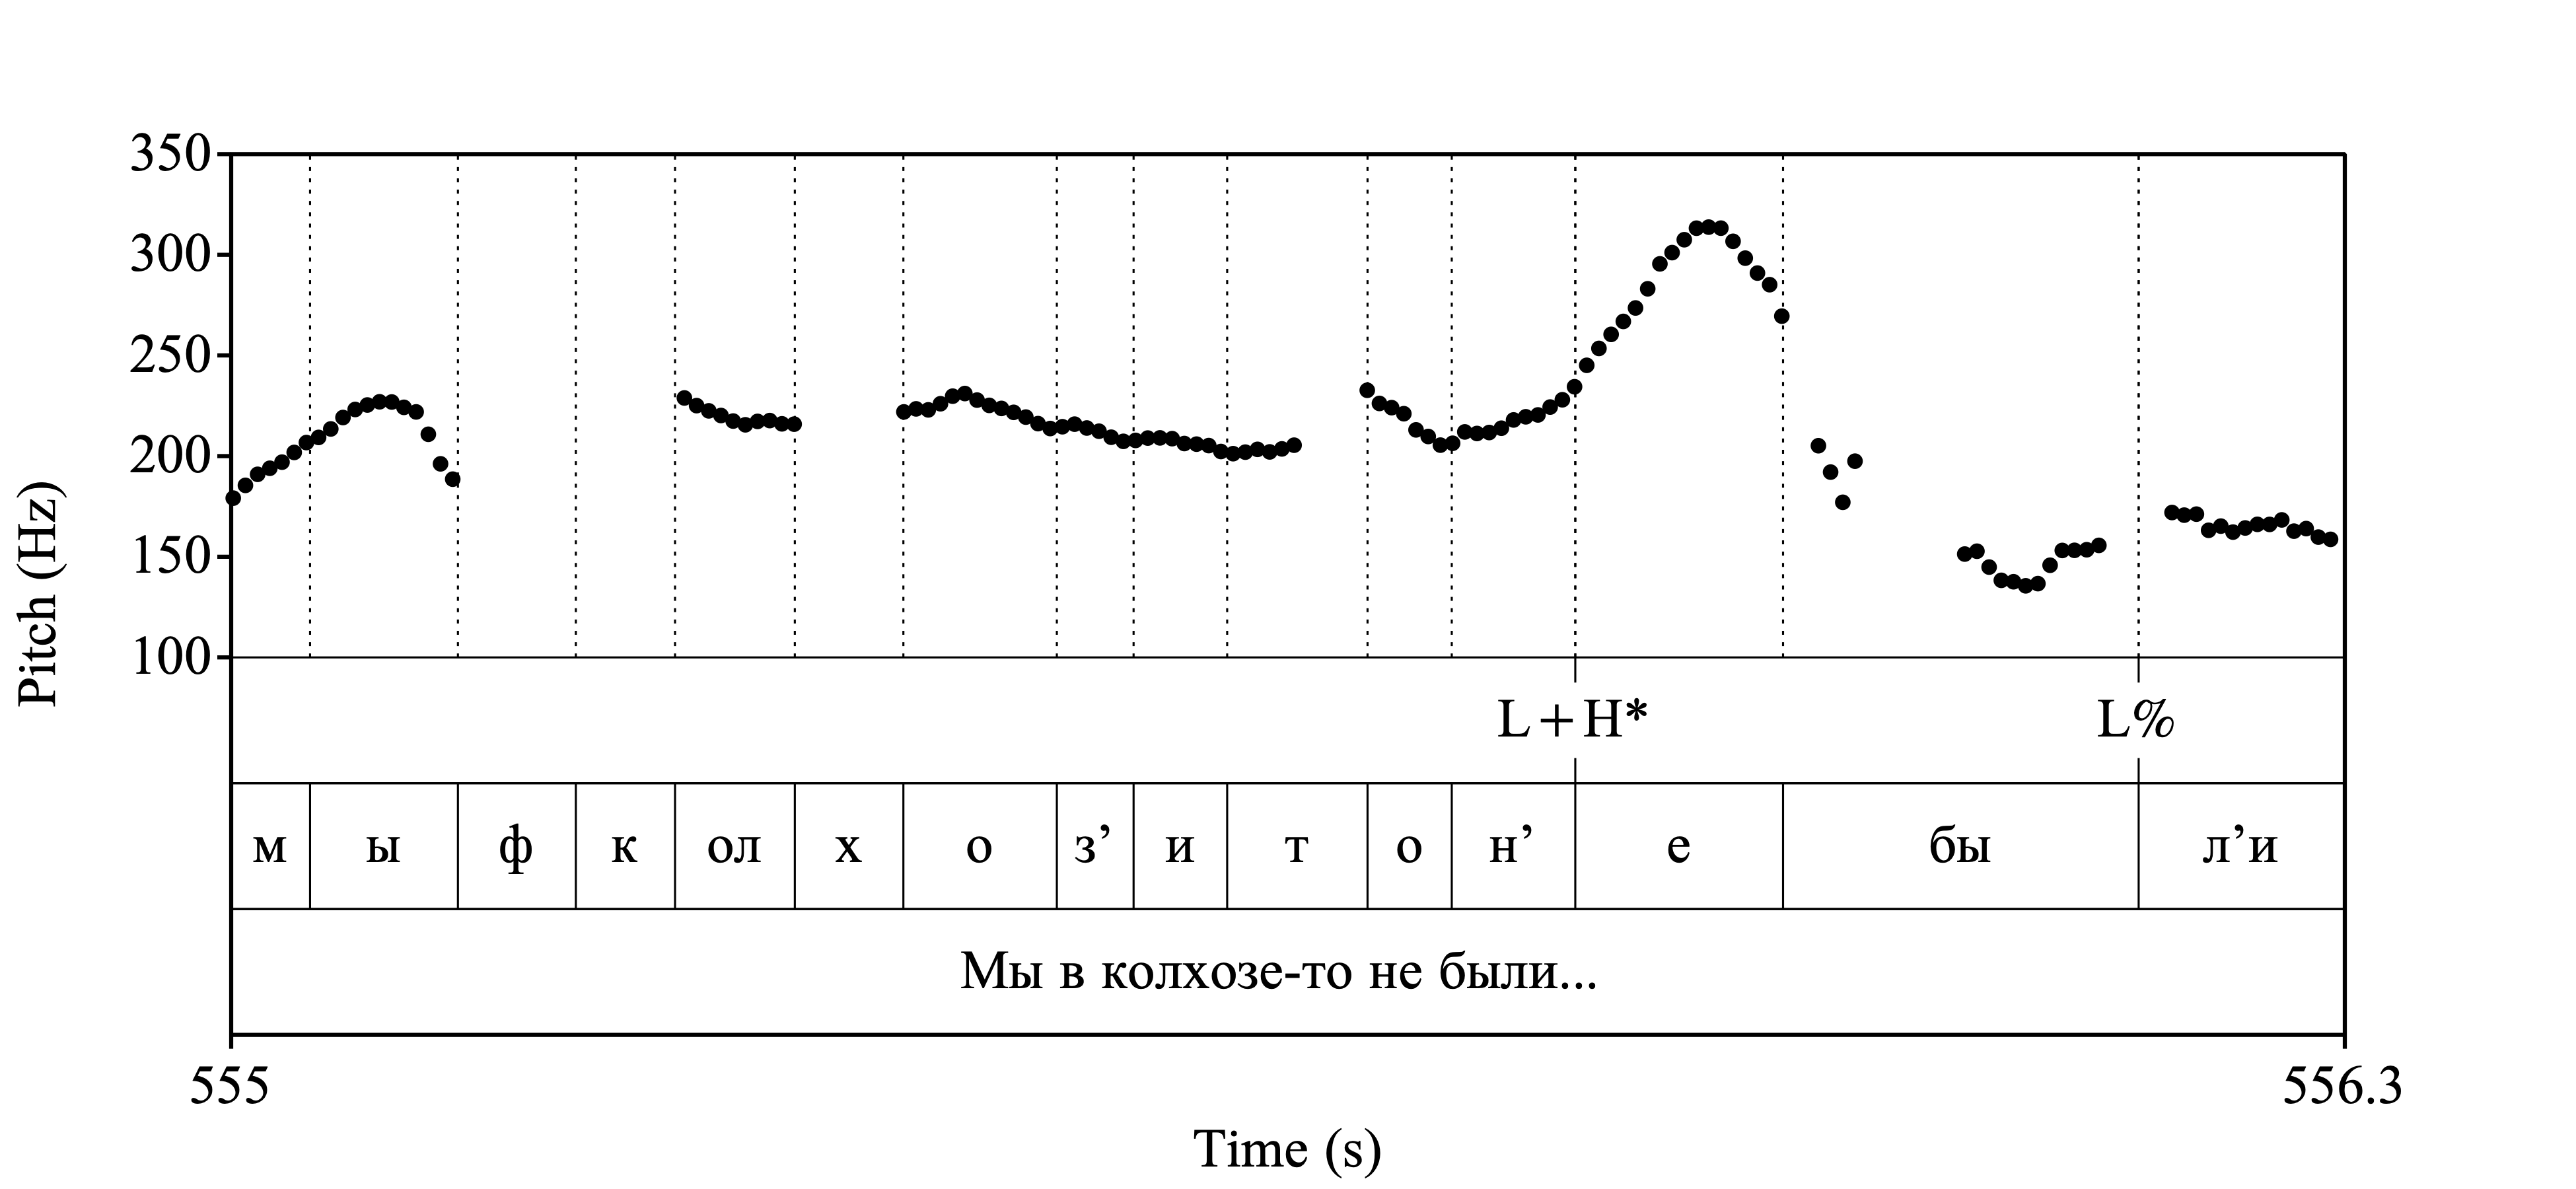 350
300
250
200
150
100
Pitch (Hz)
L+H* L%
м ы ф к ол х о з’ и т о н’ е бы л’и
Мы в колхозе-то не были...
555 556.3
Time (s)